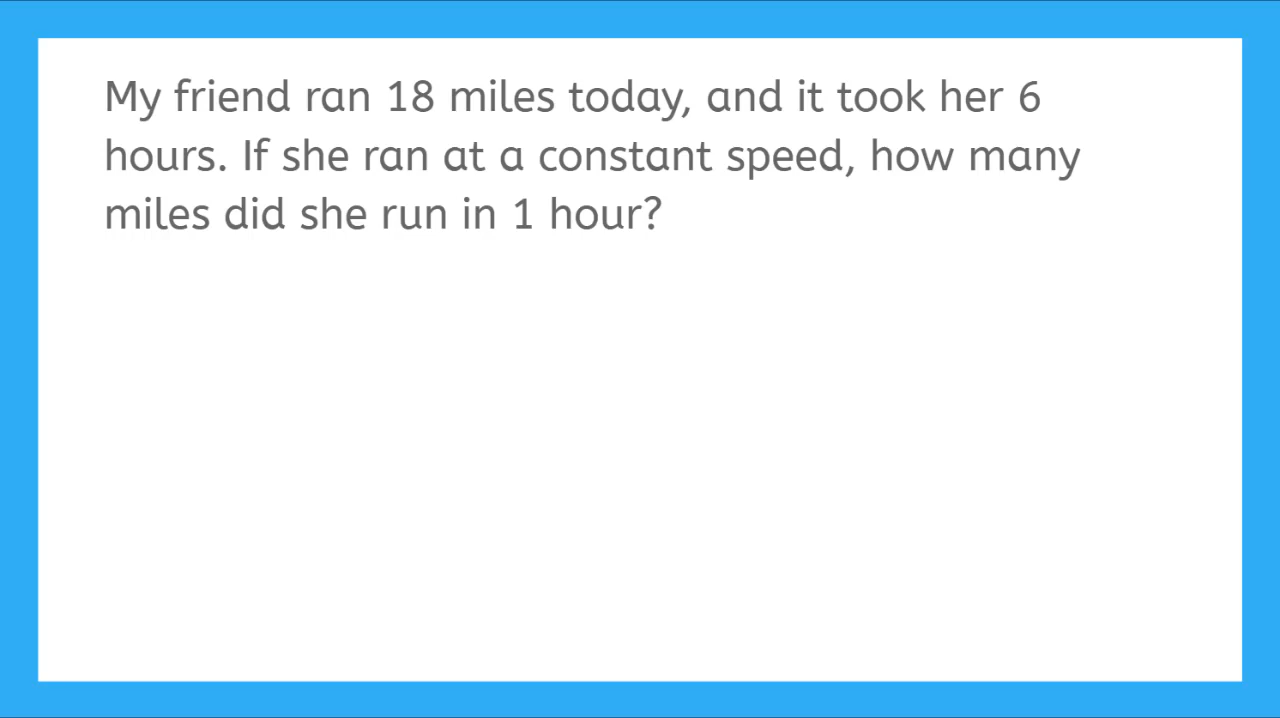 My friend ran 18 miles today, and it took her 6
hours. If she ran at a constant speed, how many
miles did she run in 1 hour?